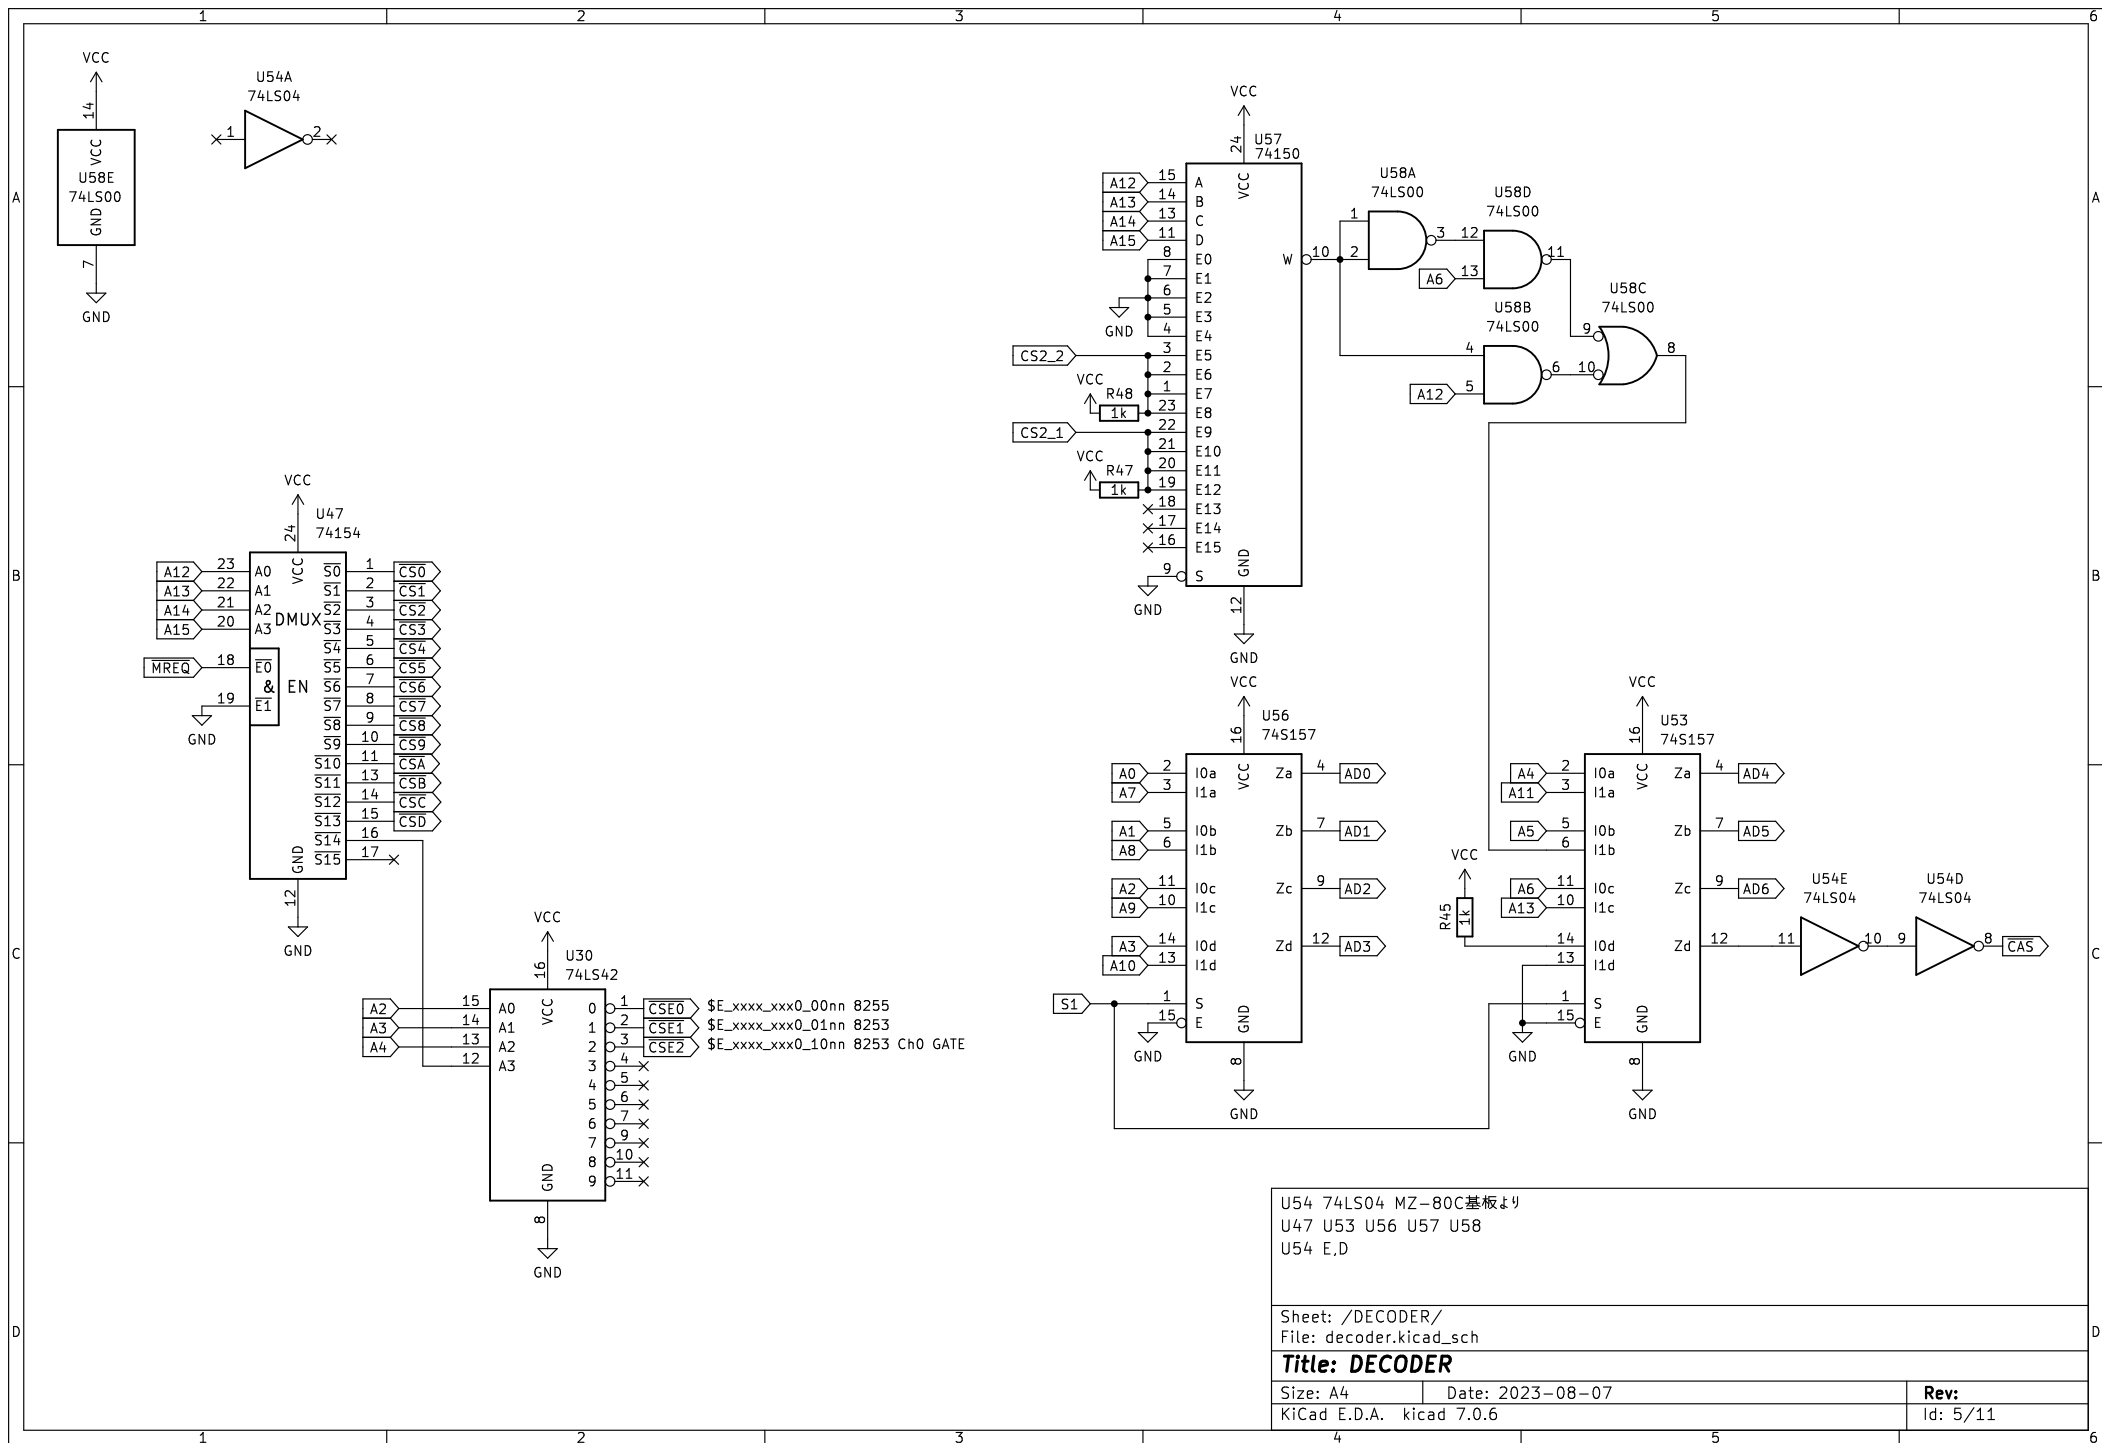 1 2 3 4 5 6
A
B
C
D
VCC
14
VCC
U58E
74LS00
GND
7
GND
U54A
74LS04
1 2
VCC
24
U57
74150
VCC
A12 15 A
A13 14 B
A14 13 C
A15 11 D
8 E0
7 E1
6 E2
5 E3
4 E4
GND
CS2_2 3 E5
2 E6
1 E7
VCC R48 1k 23 E8
CS2_1 22 E9
21 E10
20 E11
VCC R47 1k 19 E12
18 E13
17 E14
16 E15
9 S
GND
W 10
GND
12
GND
U58A
74LS00
1
2
3
U58D
74LS00
12
A6 13
11
U58B
74LS00
4
A12 5
6
U58C
74LS00
9
10
8
VCC
24
U47
74154
VCC
DMUX
A12 23 A0
A13 22 A1
A14 21 A2
A15 20 A3
MREQ 18 E0
& EN
19 E1
GND
S0 1 CS0
S1 2 CS1
S2 3 CS2
S3 4 CS3
S4 5 CS4
S5 6 CS5
S6 7 CS6
S7 8 CS7
S8 9 CS8
S9 10 CS9
S10 11 CSA
S11 13 CSB
S12 14 CSC
S13 15 CSD
S14 16
S15 17
GND
12
GND
VCC
16
U30
74LS42
VCC
A2 15 A0
A3 14 A1
A4 13 A2
12 A3
0 1 CSE0 $E_xxxx_xxx0_00nn 8255
1 2 CSE1 $E_xxxx_xxx0_01nn 8253
2 3 CSE2 $E_xxxx_xxx0_10nn 8253 Ch0 GATE
3 4
4 5
5 6
6 7
7 9
8 10
9 11
GND
8
GND
VCC
16
U56
74S157
VCC
A0 2 I0a
A7 3 I1a
A1 5 I0b
A8 6 I1b
A2 11 I0c
A9 10 I1c
A3 14 I0d
A10 13 I1d
S1 1 S
15 E
GND
Za 4 AD0
Zb 7 AD1
Zc 9 AD2
Zd 12 AD3
GND
8
GND
VCC
16
U53
74S157
VCC
A4 2 I0a
A11 3 I1a
A5 5 I0b
6 I1b
A6 11 I0c
A13 10 I1c
VCC
R45
1k
14 I0d
13 I1d
1 S
15 E
GND
Za 4 AD4
Zb 7 AD5
Zc 9 AD6
Zd 12
GND
8
GND
U54E
74LS04
11 10
U54D
74LS04
9 8
CAS
U54 74LS04 MZ-80C基板より
U47 U53 U56 U57 U58
U54 E,D
Sheet: /DECODER/
File: decoder.kicad_sch
Title: DECODER
Size: A4 Date: 2023-08-07 Rev:
KiCad E.D.A. kicad 7.0.6 Id: 5/11
A
B
C
D
1 2 3 4 5 6